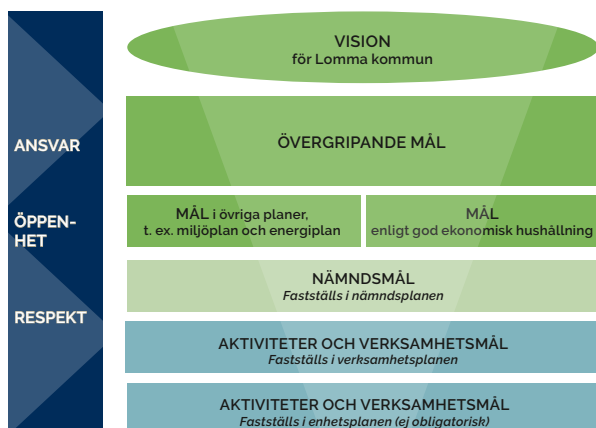 VISION
för Lomma kommun
ANSVAR
ÖVERGRIPANDE MÅL
ÖPPEN-
HET
MÅL i övriga planer,
t. ex. miljöplan och energiplan
MÅL
enligt god ekonomisk hushållning
NÄMNDSMÅL
Fastställs i nämndsplanen
RESPEKT
AKTIVITETER OCH VERKSAMHETSMÅL
Fastställs i verksamhetsplanen
AKTIVITETER OCH VERKSAMHETSMÅL
Fastställs i enhetsplanen (ej obligatorisk)